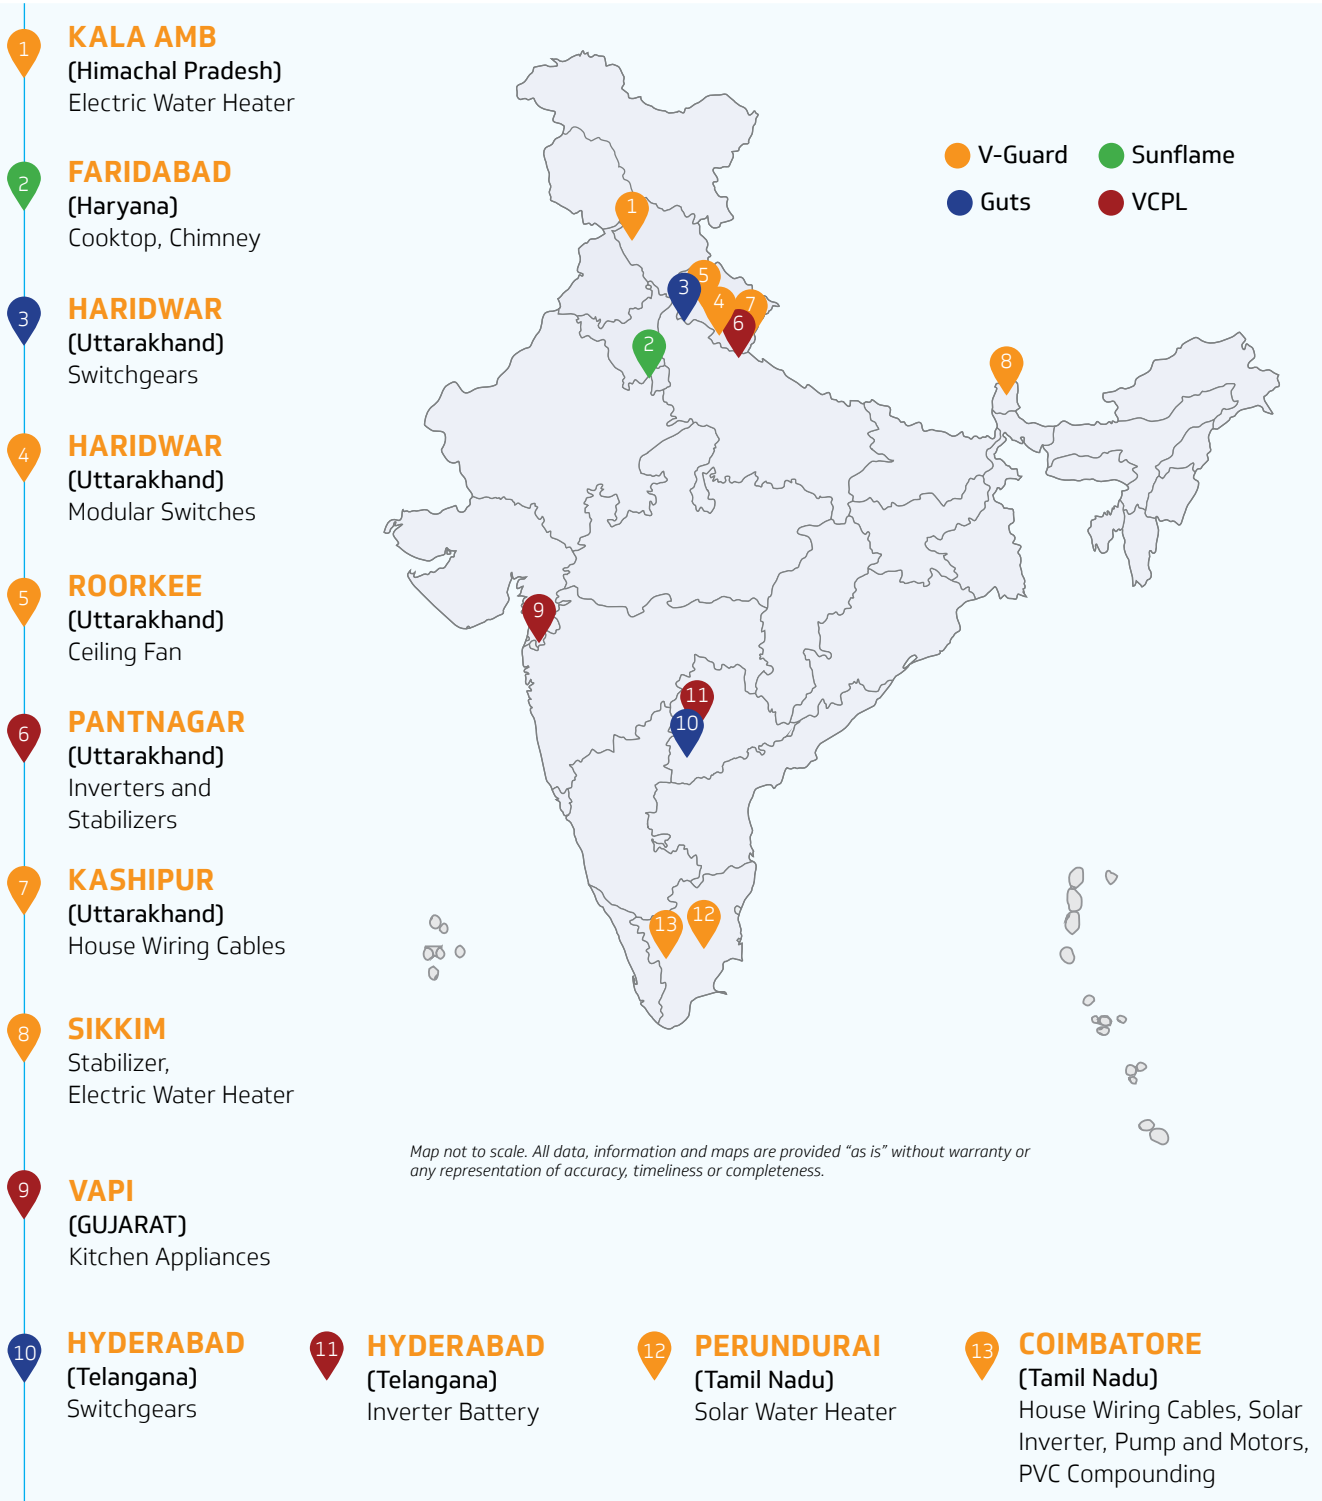 1
KALA AMB
(Himachal Pradesh)
Electric Water Heater
2
FARIDABAD
(Haryana)
Cooktop, Chimney
3
HARIDWAR
(Uttarakhand)
Switchgears
4
HARIDWAR
(Uttarakhand)
Modular Switches
5
ROORKEE
(Uttarakhand)
Ceiling Fan
6
PANTNAGAR
(Uttarakhand)
Inverters and
Stabilizers
7
KASHIPUR
(Uttarakhand)
House Wiring Cables
8
SIKKIM
Stabilizer,
Electric Water Heater
9
VAPI
(GUJARAT)
Kitchen Appliances
V-Guard
Sunflame
Guts
VCPL
1
5
3
4
7
6
2
8
9
11
10
12
13
Map not to scale. All data, information and maps are provided “as is” without warranty or
any representation of accuracy, timeliness or completeness.
10
HYDERABAD
(Telangana)
Switchgears
11
HYDERABAD
(Telangana)
Inverter Battery
12
PERUNDURAI
(Tamil Nadu)
Solar Water Heater
13
COIMBATORE
(Tamil Nadu)
House Wiring Cables, Solar
Inverter, Pump and Motors,
PVC Compounding